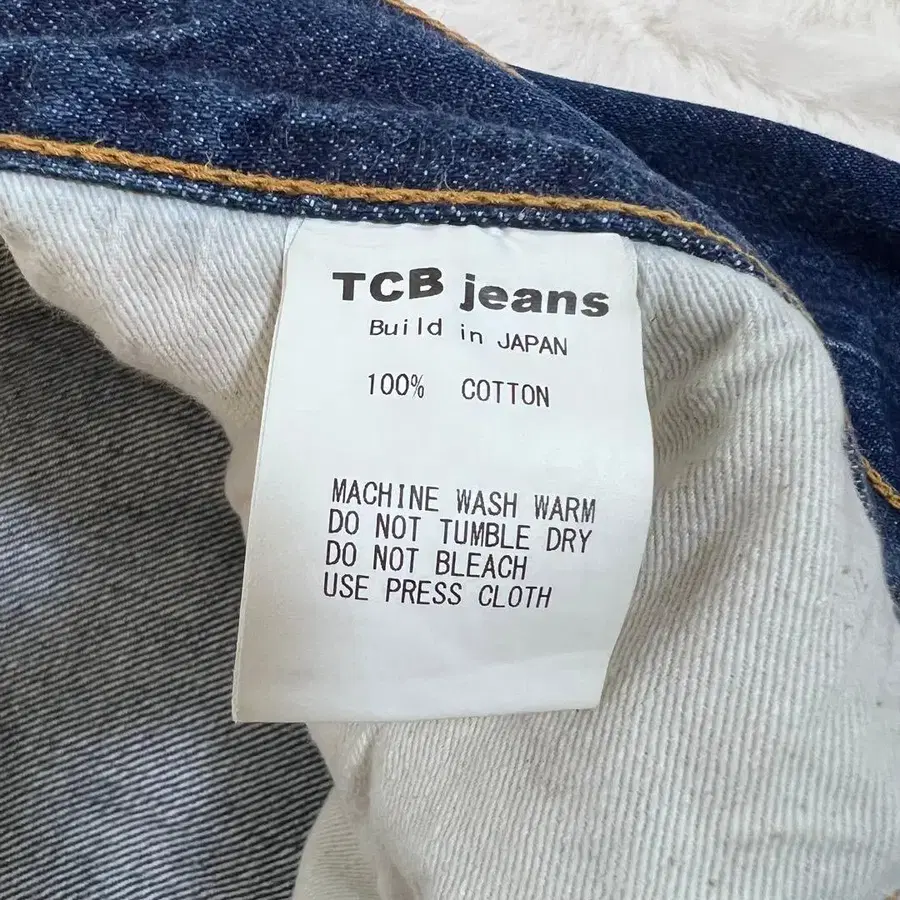 TCB jeans
Build in JAPAN
100% COTTON
MACHINE WASH WARM
DO NOT TUMBLE DRY
DO NOT BLEACH
USE PRESS CLOTH